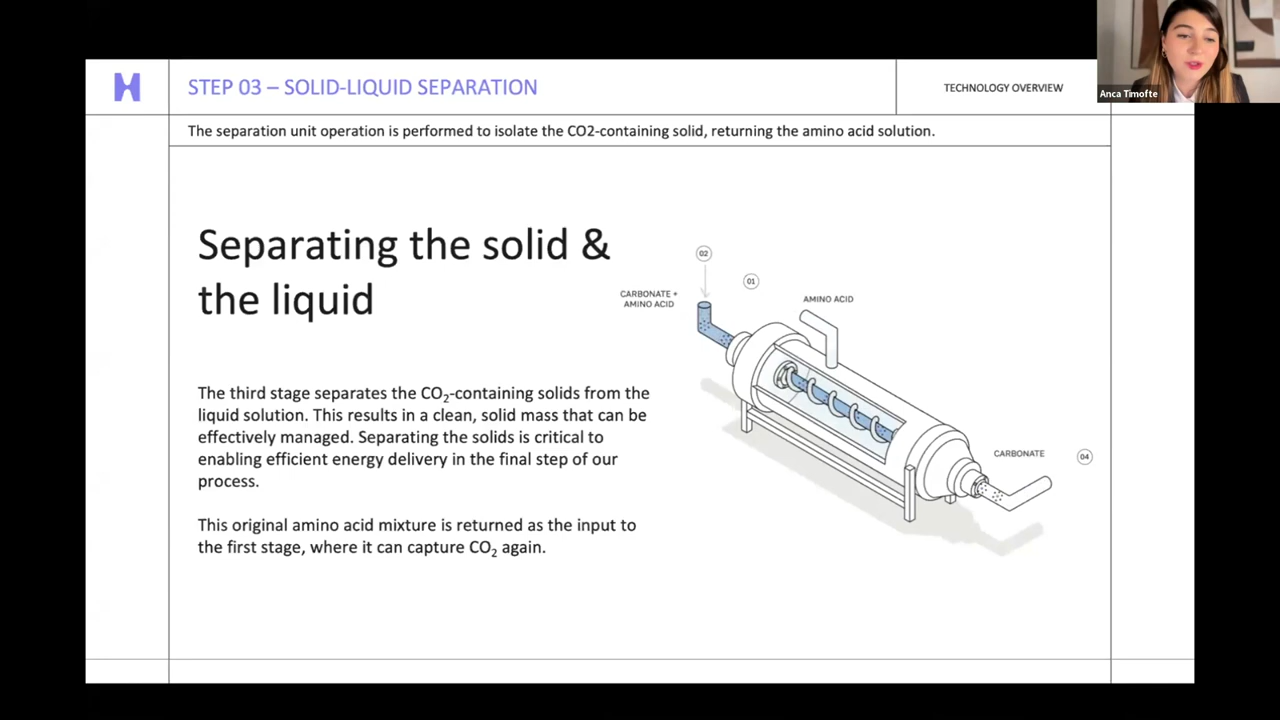 STEP 03 – SOLID-LIQUID SEPARATION
TECHNOLOGY OVERVIEW
Anca Timofte
The separation unit operation is performed to isolate the CO2-containing solid, returning the amino acid solution.
Separating the solid &
the liquid
02
01
CARBONATE +
AMINO ACID
AMINO ACID
The third stage separates the CO₂-containing solids from the
liquid solution. This results in a clean, solid mass that can be
effectively managed. Separating the solids is critical to
enabling efficient energy delivery in the final step of our
process.
CARBONATE
04
This original amino acid mixture is returned as the input to
the first stage, where it can capture CO₂ again.